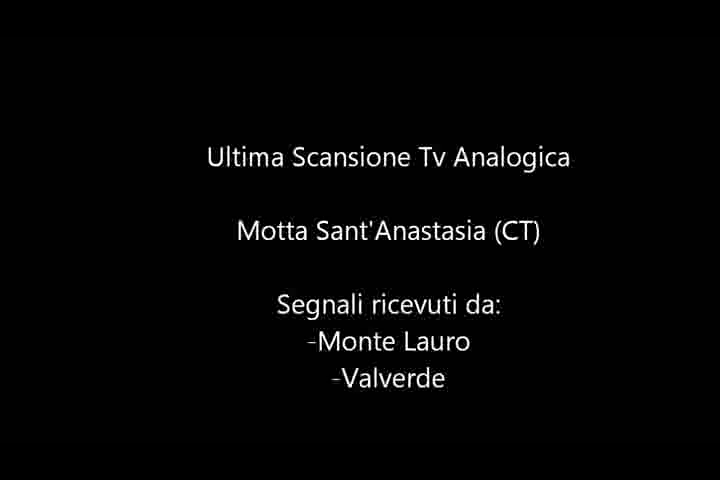 Ultima Scansione Tv Analogica
Motta Sant'Anastasia (CT)
Segnali ricevuti da:
-Monte Lauro
-Valverde